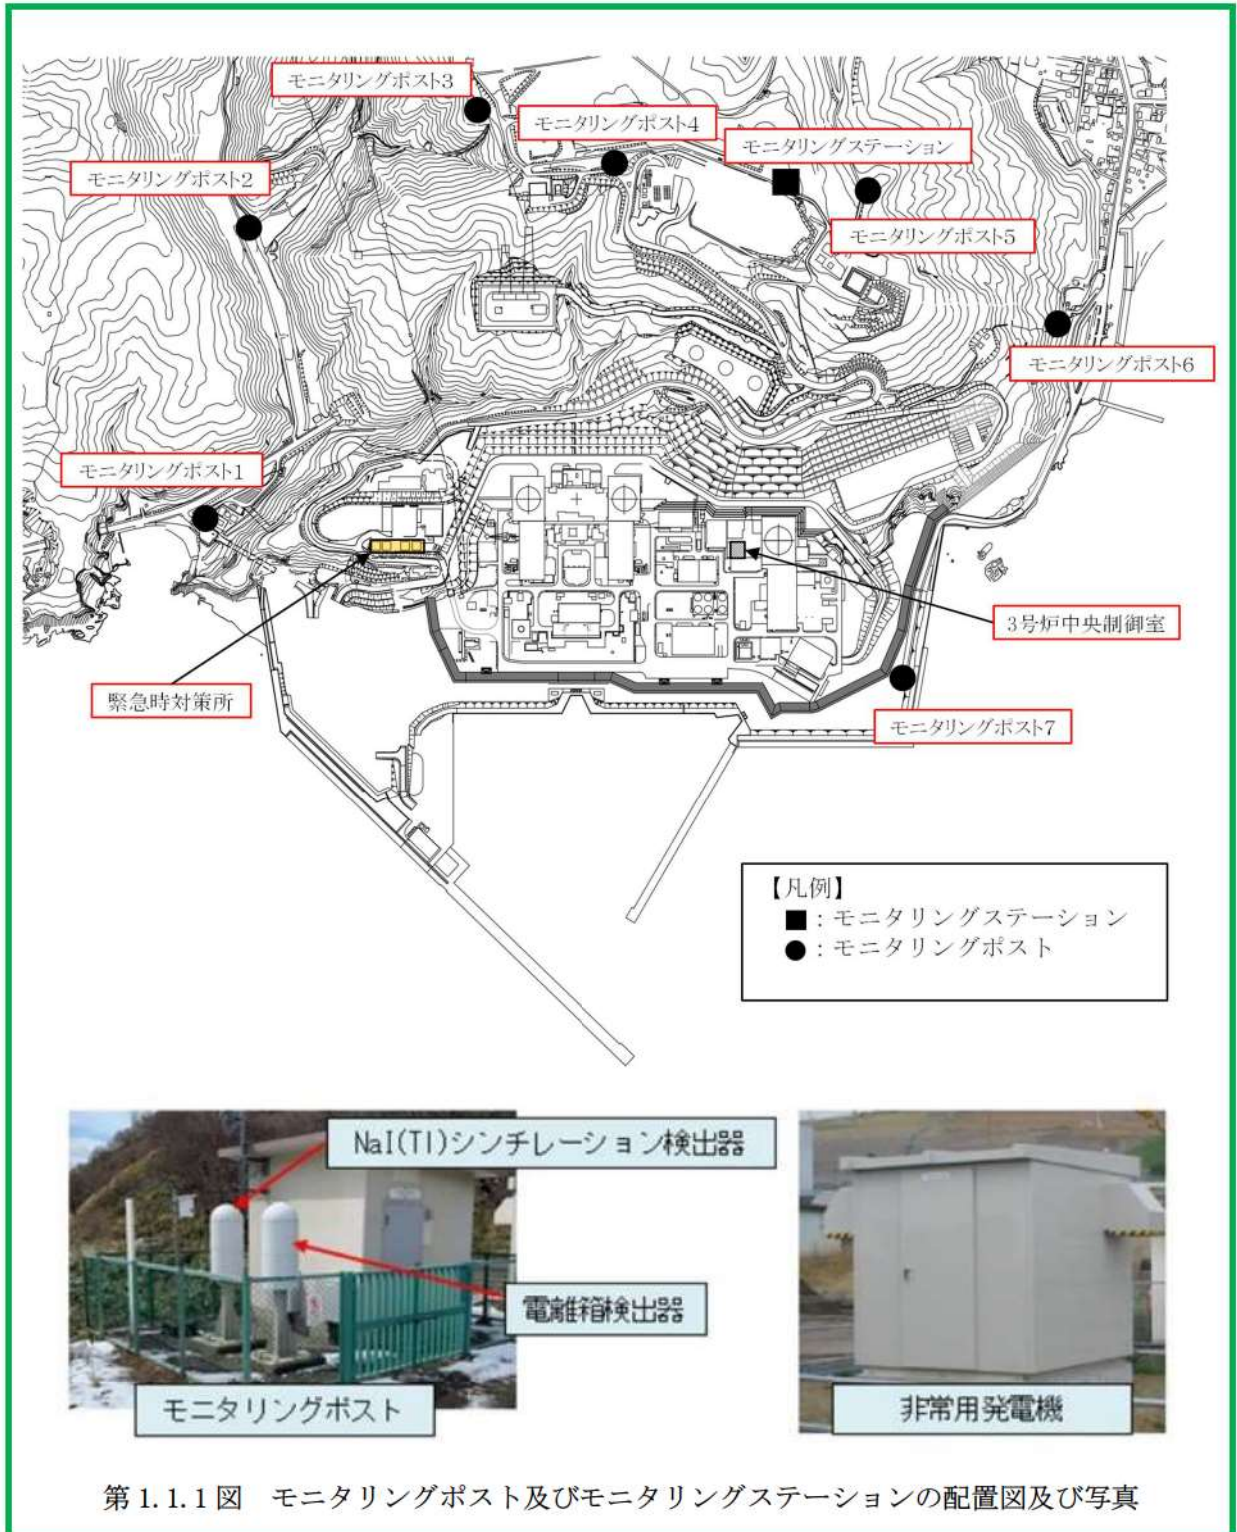 モニタリングポスト3
モニタリングポスト4
モニタリングステーション
モニタリングポスト2
モニタリングポスト5
モニタリングポスト6
モニタリングポスト1
3号炉中央制御室
緊急時対策所
モニタリングポスト7
【凡例】
■：モニタリングステーション
●：モニタリングポスト
NaI(Tl)シンチレーション検出器
電離箱検出器
モニタリングポスト
非常用発電機
第1.1.1図　モニタリングポスト及びモニタリングステーションの配置図及び写真